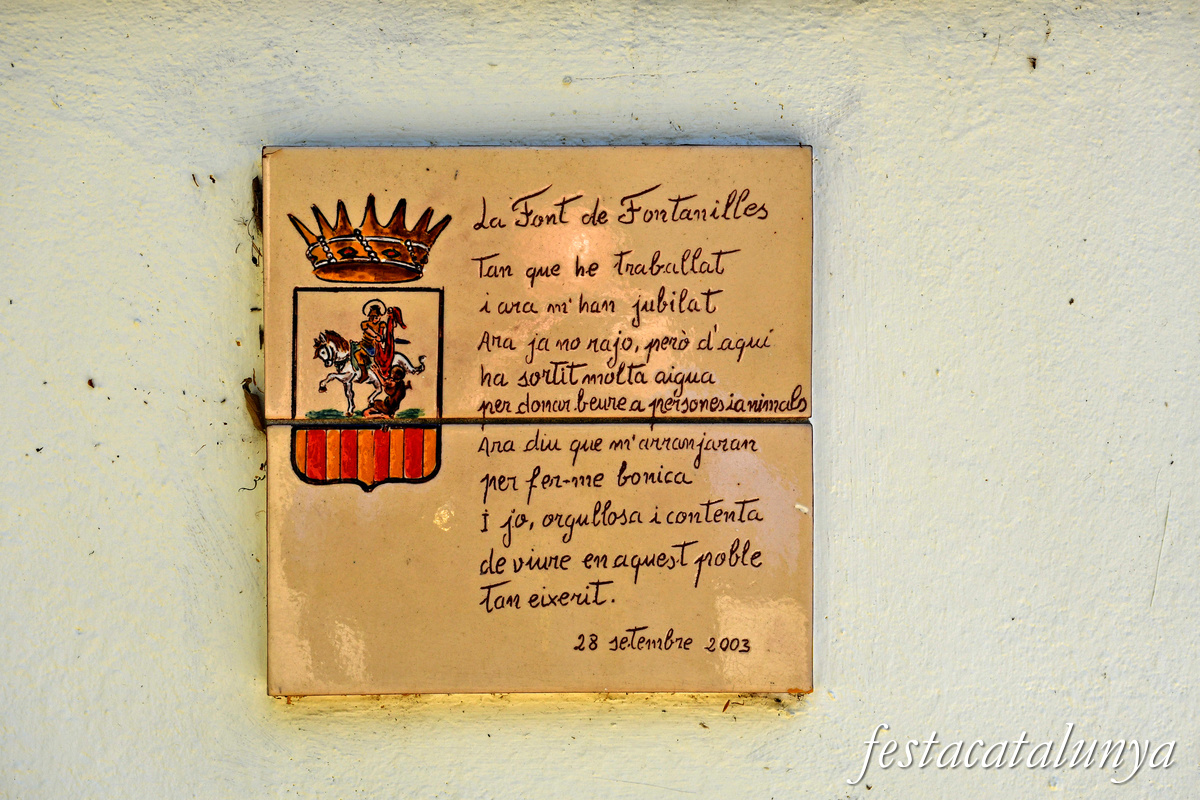 La Font de Fontanilles
Tan que he traballat
i ara m'han jubilat
Ara ja no rajo, però d'aquí
ha sortit molta aigua
per donar beure a persones i animals
Ara diu que m'arranjaran
per fer-me bonica
I jo, orgullosa i contenta
de viure en aquest poble
tan eixerit.
28 setembre 2003
festacatalunya